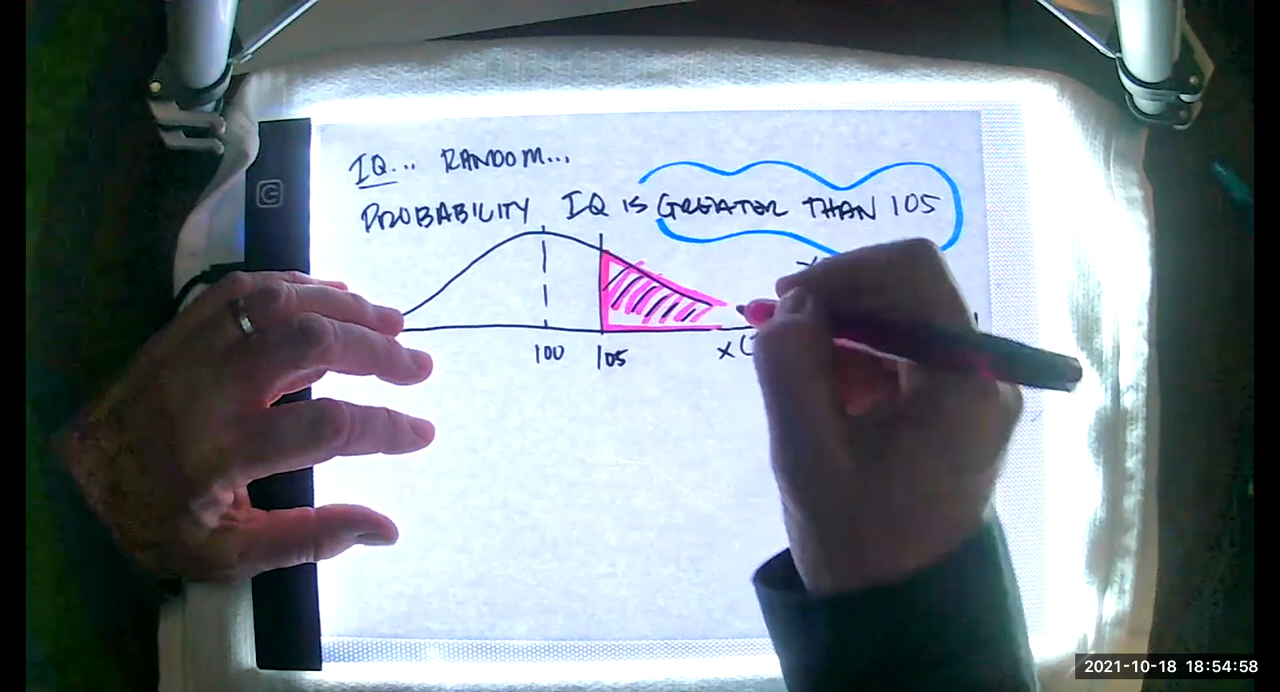 IQ... RANDOM...
PROBABILITY IQ IS GREATER THAN 105
100 105 x
2021-10-18 18:54:58